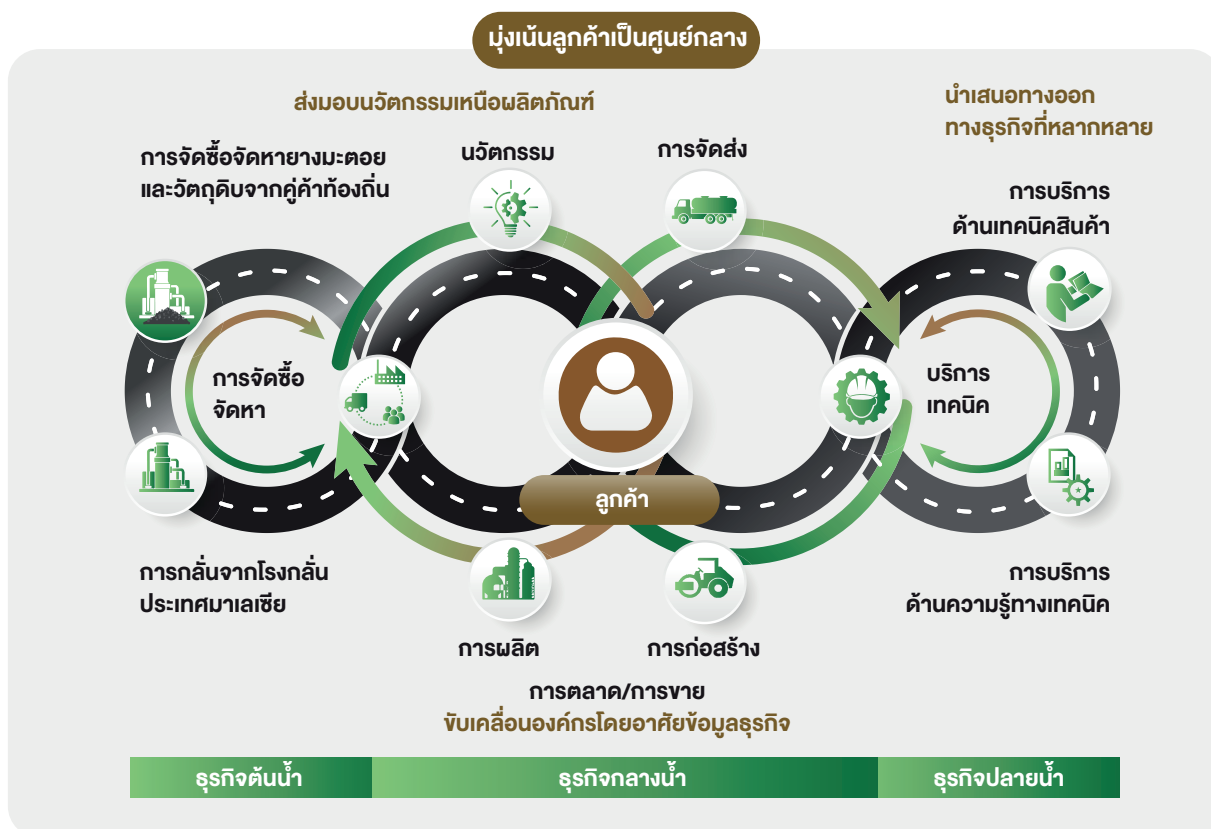 มุ่งเน้นลูกค้าเป็นศูนย์กลาง
ส่งมอบนวัตกรรมเหนือผลิตภัณฑ์
นำเสนอทางออก
ทางธุรกิจที่หลากหลาย
การจัดซื้อจัดหายางมะตอย
และวัตถุดิบจากคู่ค้าท้องถิ่น
นวัตกรรม
การจัดส่ง
การบริการ
ด้านเทคนิคสินค้า
การจัดซื้อ
จัดหา
บริการ
เทคนิค
ลูกค้า
การกลั่นจากโรงกลั่น
ประเทศมาเลเซีย
การบริการ
ด้านความรู้ทางเทคนิค
การผลิต
การก่อสร้าง
การตลาด/การขาย
ขับเคลื่อนองค์กรโดยอาศัยข้อมูลธุรกิจ
ธุรกิจต้นน้ำ
ธุรกิจกลางน้ำ
ธุรกิจปลายน้ำ